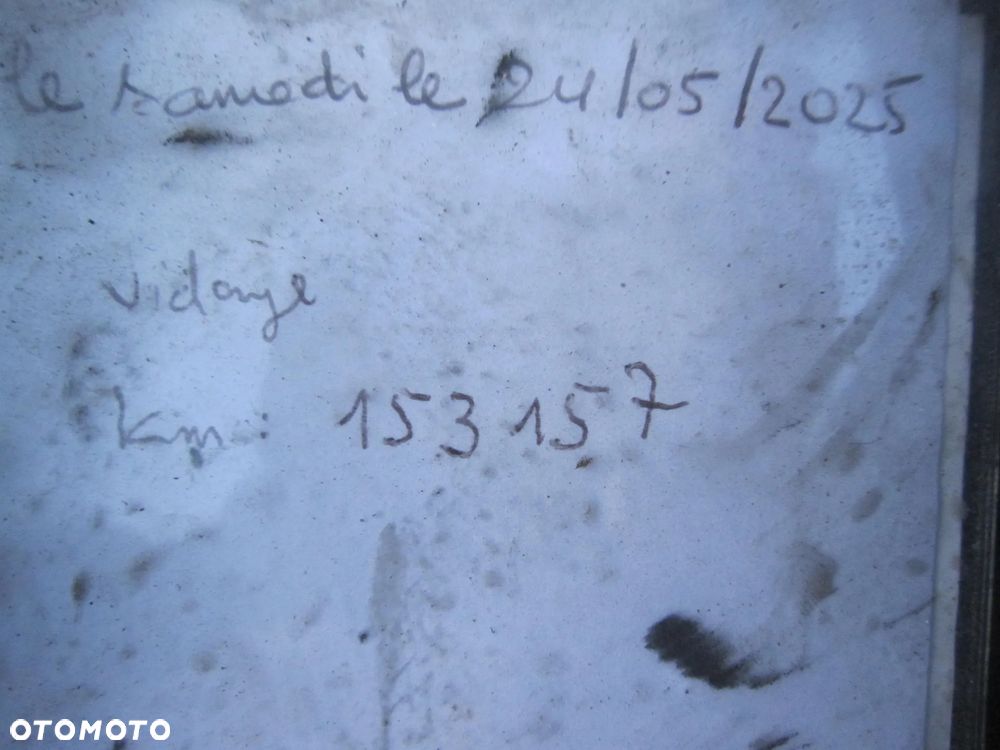 le samedi le 24/05/2025
vidange
Km : 153157
OTOMOTO